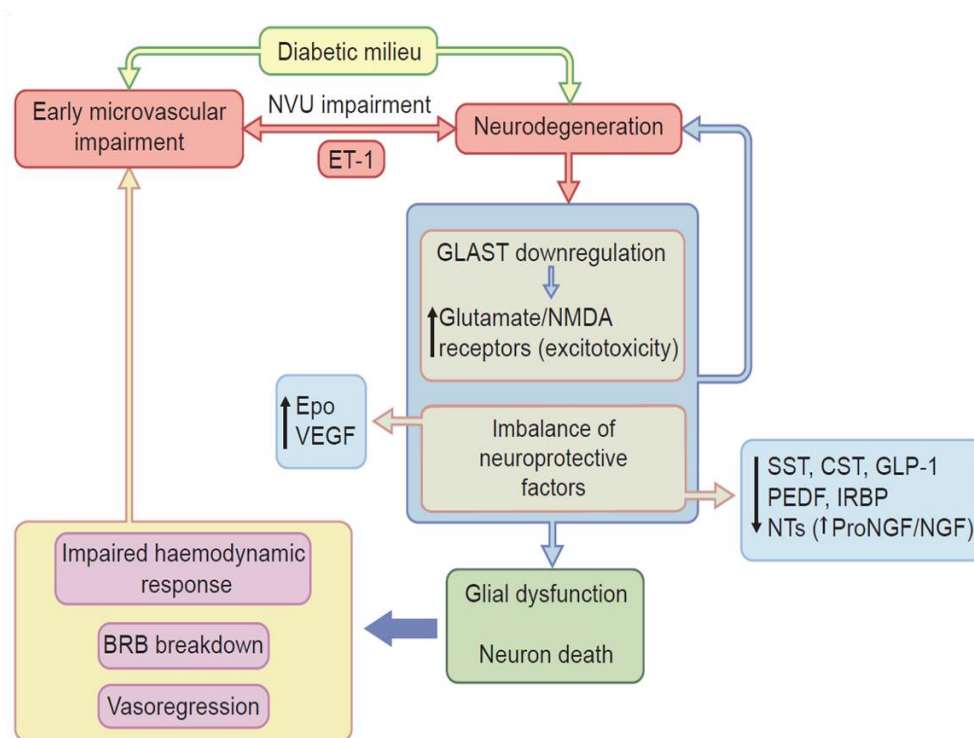 Diabetic milieu
Early microvascular
impairment
NVU impairment
ET-1
Neurodegeneration
GLAST downregulation
↑Glutamate/NMDA
receptors (excitotoxicity)
↑ Epo
VEGF
Imbalance of
neuroprotective
factors
↓ SST, CST, GLP-1
PEDF, IRBP
NTs (↑ProNGF/NGF)
Impaired haemodynamic
response
BRB breakdown
Vasoregression
Glial dysfunction
Neuron death